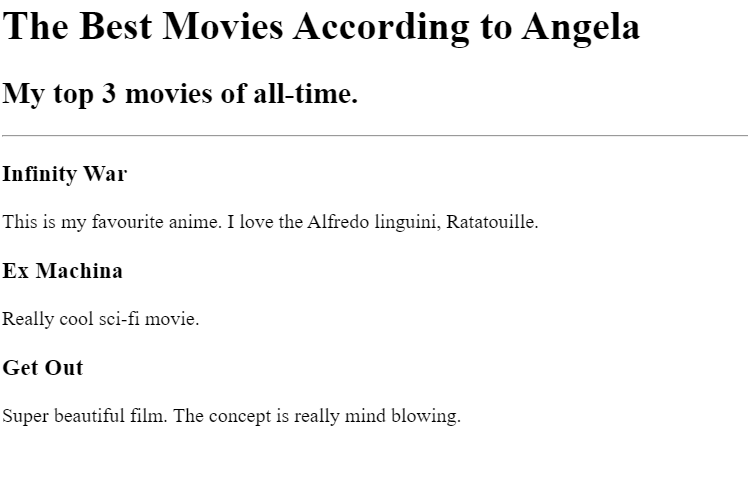 The Best Movies According to Angela
My top 3 movies of all-time.
Infinity War
This is my favourite anime. I love the Alfredo linguini, Ratatouille.
Ex Machina
Really cool sci-fi movie.
Get Out
Super beautiful film. The concept is really mind blowing.